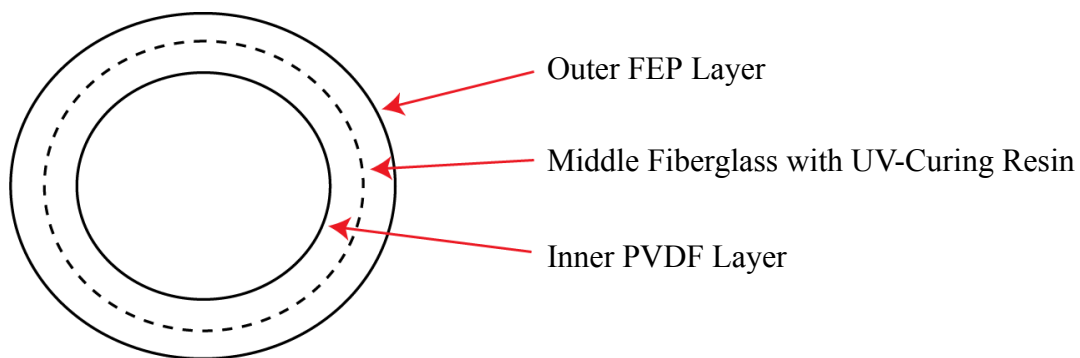 Outer FEP Layer
Middle Fiberglass with UV-Curing Resin
Inner PVDF Layer